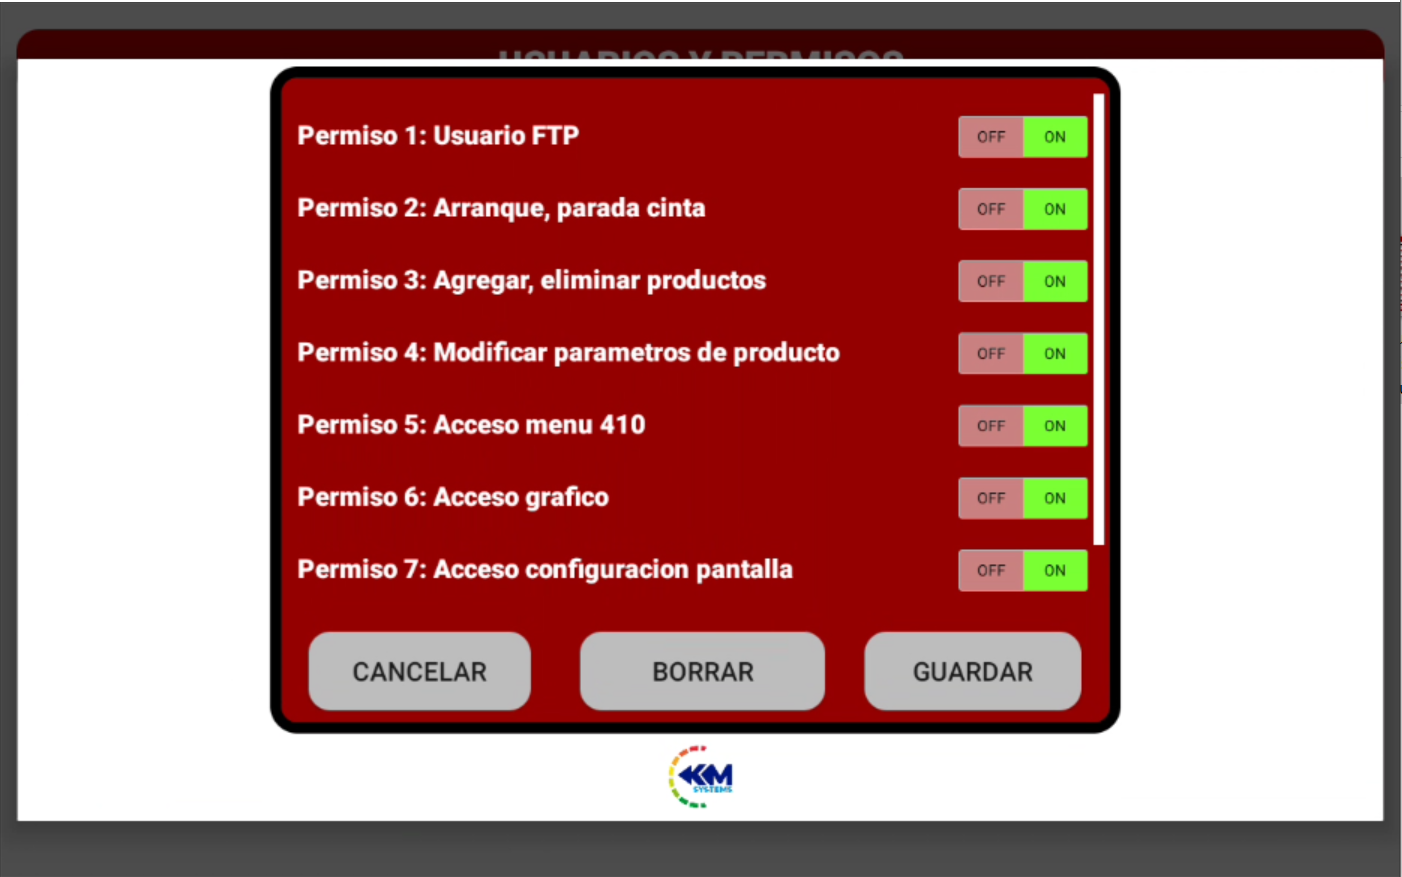 USUARIOS Y PERMISOS
Permiso 1: Usuario FTP
OFF ON
Permiso 2: Arranque, parada cinta
OFF ON
Permiso 3: Agregar, eliminar productos
OFF ON
Permiso 4: Modificar parametros de producto
OFF ON
Permiso 5: Acceso menu 410
OFF ON
Permiso 6: Acceso grafico
OFF ON
Permiso 7: Acceso configuracion pantalla
OFF ON
CANCELAR BORRAR GUARDAR
KM
SYSTEMS